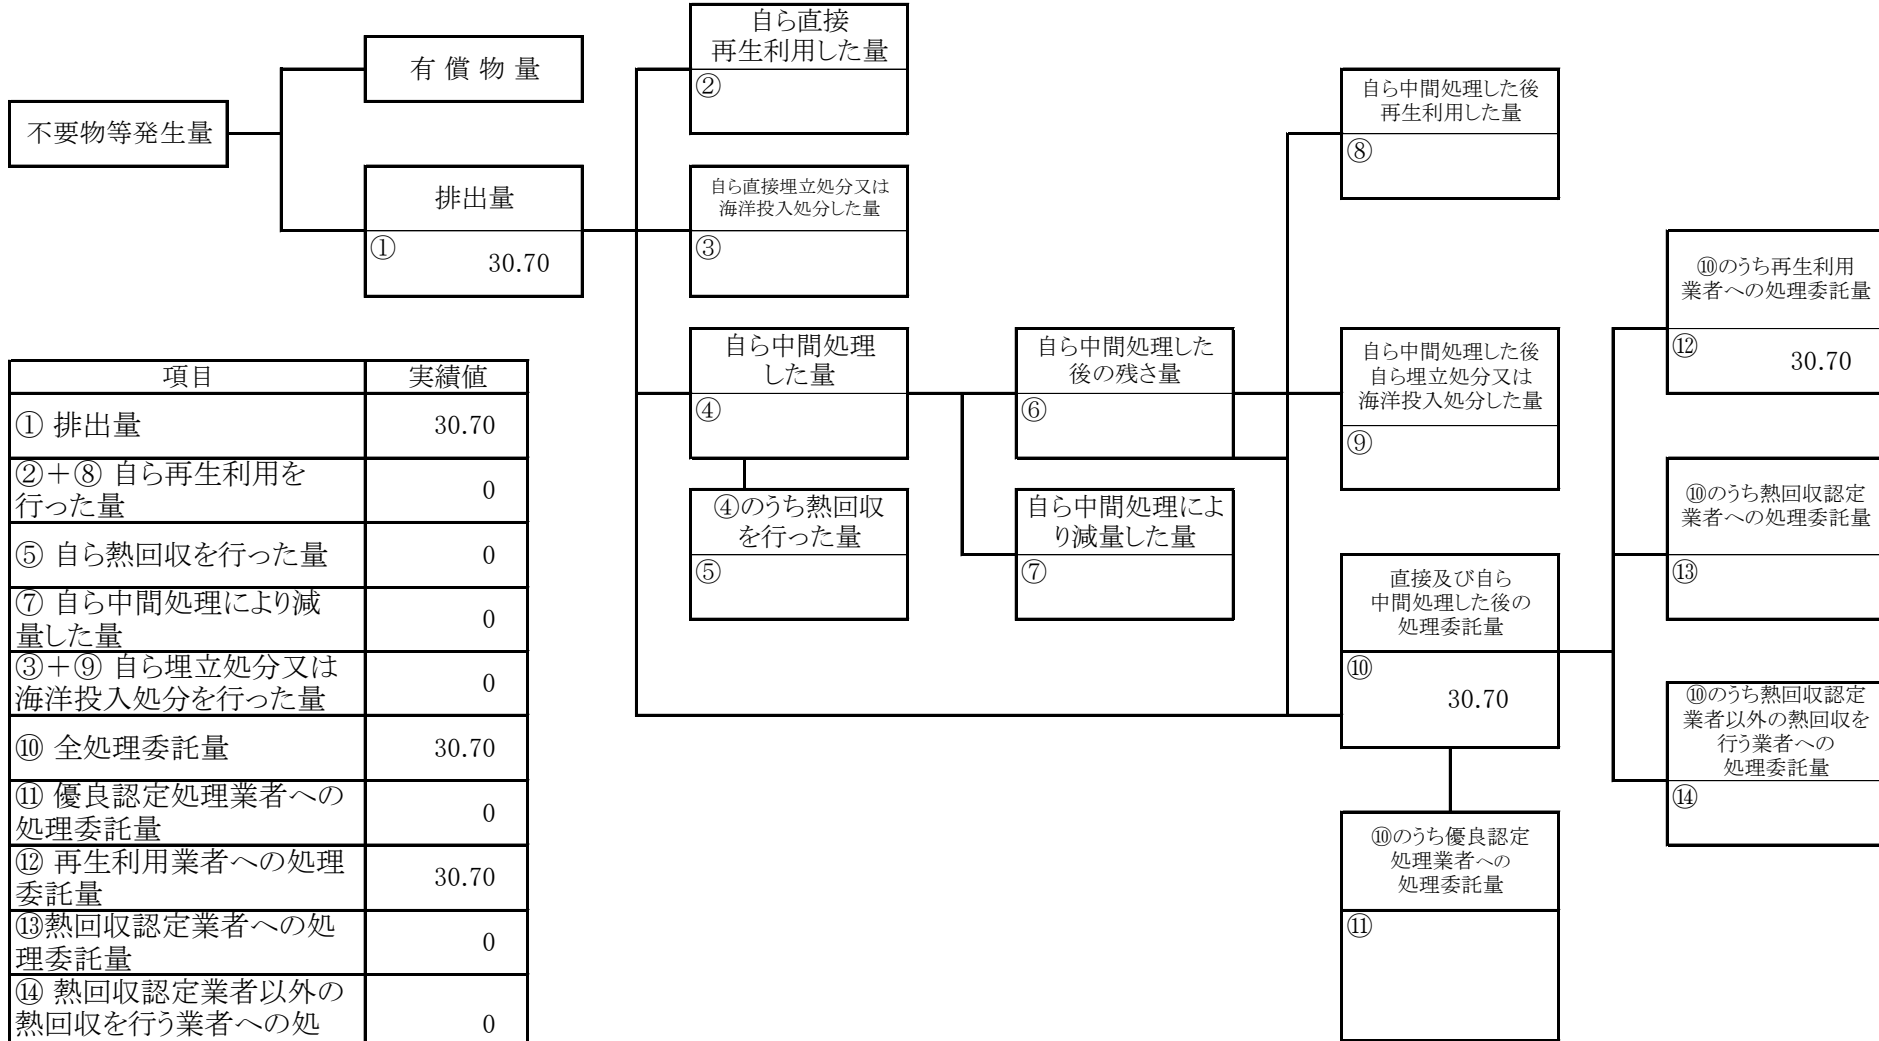 不要物等発生量
有 償 物 量
排出量
①
30.70
自ら直接
再生利用した量
②
自ら直接埋立処分又は
海洋投入処分した量
③
自ら中間処理
した量
④
④のうち熱回収
を行った量
⑤
自ら中間処理した
後の残さ量
⑥
自ら中間処理によ
り減量した量
⑦
自ら中間処理した後
再生利用した量
⑧
自ら中間処理した後
自ら埋立処分又は
海洋投入処分した量
⑨
直接及び自ら
中間処理した後の
処理委託量
⑩
30.70
⑩のうち優良認定
処理業者への
処理委託量
⑪
⑩のうち再生利用
業者への処理委託量
⑫
30.70
⑩のうち熱回収認定
業者への処理委託量
⑬
⑩のうち熱回収認定
業者以外の熱回収を
行う業者への
処理委託量
⑭
項目 実績値
① 排出量 30.70
②＋⑧ 自ら再生利用を
行った量 0
⑤ 自ら熱回収を行った量 0
⑦ 自ら中間処理により減
量した量 0
③＋⑨ 自ら埋立処分又は
海洋投入処分を行った量 0
⑩ 全処理委託量 30.70
⑪ 優良認定処理業者への
処理委託量 0
⑫ 再生利用業者への処理
委託量 30.70
⑬熱回収認定業者への処
理委託量 0
⑭ 熱回収認定業者以外の
熱回収を行う業者への処 0